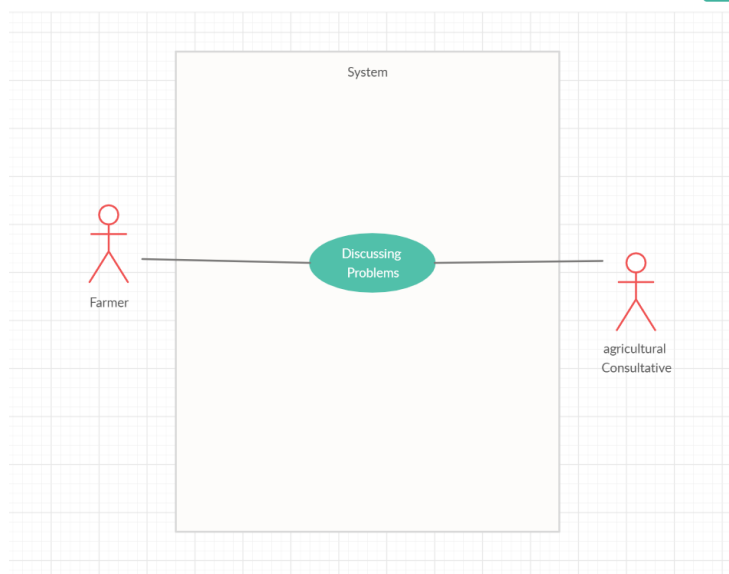 System
Discussing
Problems
Farmer
agricultural
Consultative